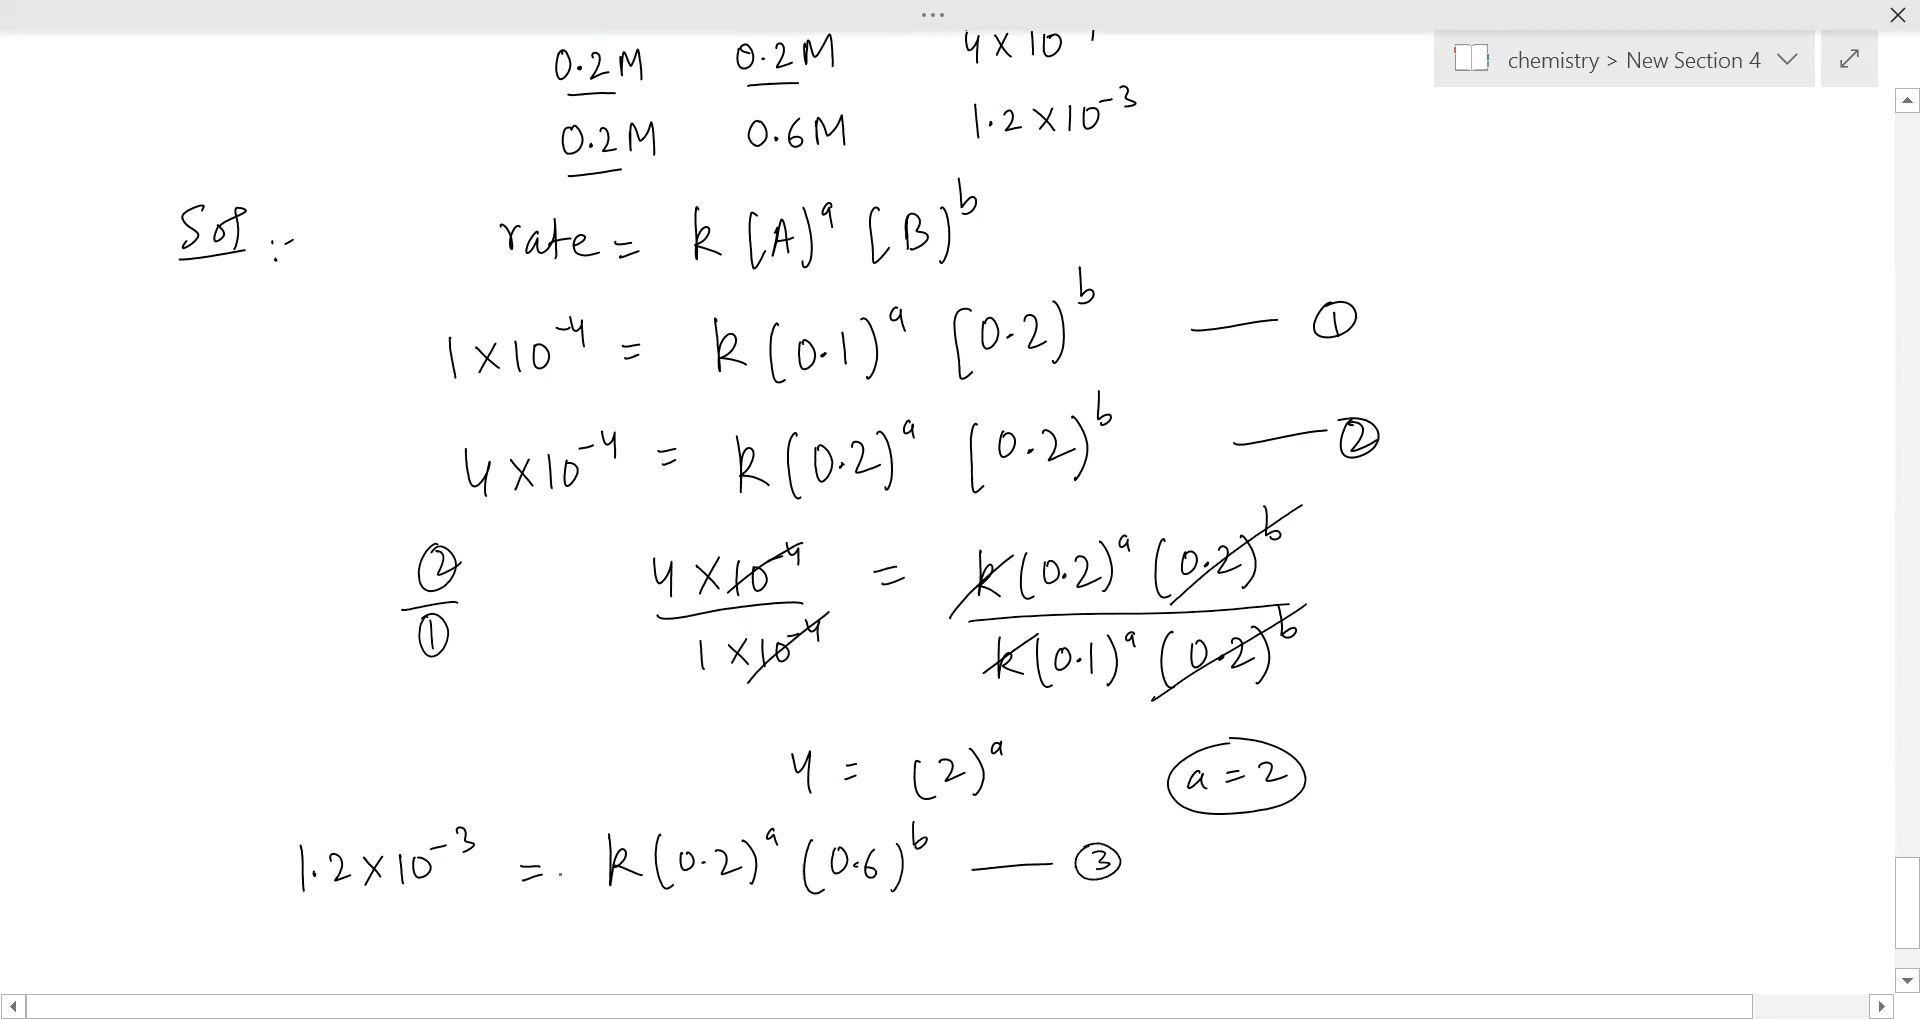 0.2M 0.2M 4 X 10
chemistry > New Section 4
0.2M 0.6M 1.2 X 10⁻³
Sol :- rate = k [A]ᵃ [B]ᵇ
1 X 10⁻⁴ = k (0.1)ᵃ [0.2]ᵇ — ①
4 X 10⁻⁴ = k (0.2)ᵃ [0.2]ᵇ — ②
② 4 X 10⁻⁴ = k (0.2)ᵃ (0.2)ᵇ
① 1 X 10⁻⁴ k (0.1)ᵃ (0.2)ᵇ
4 = (2)ᵃ a = 2
1.2 X 10⁻³ = k (0.2)ᵃ (0.6)ᵇ — ③